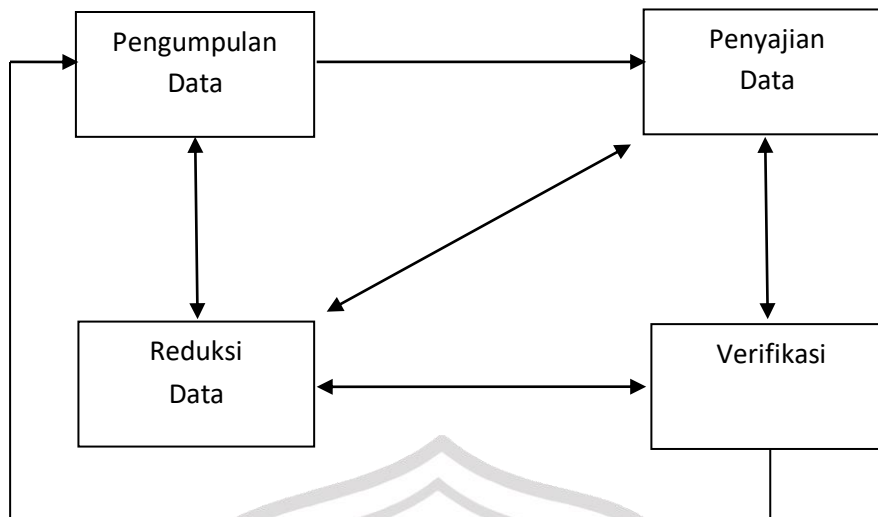 Pengumpulan
Data
Penyajian
Data
Reduksi
Data
Verifikasi